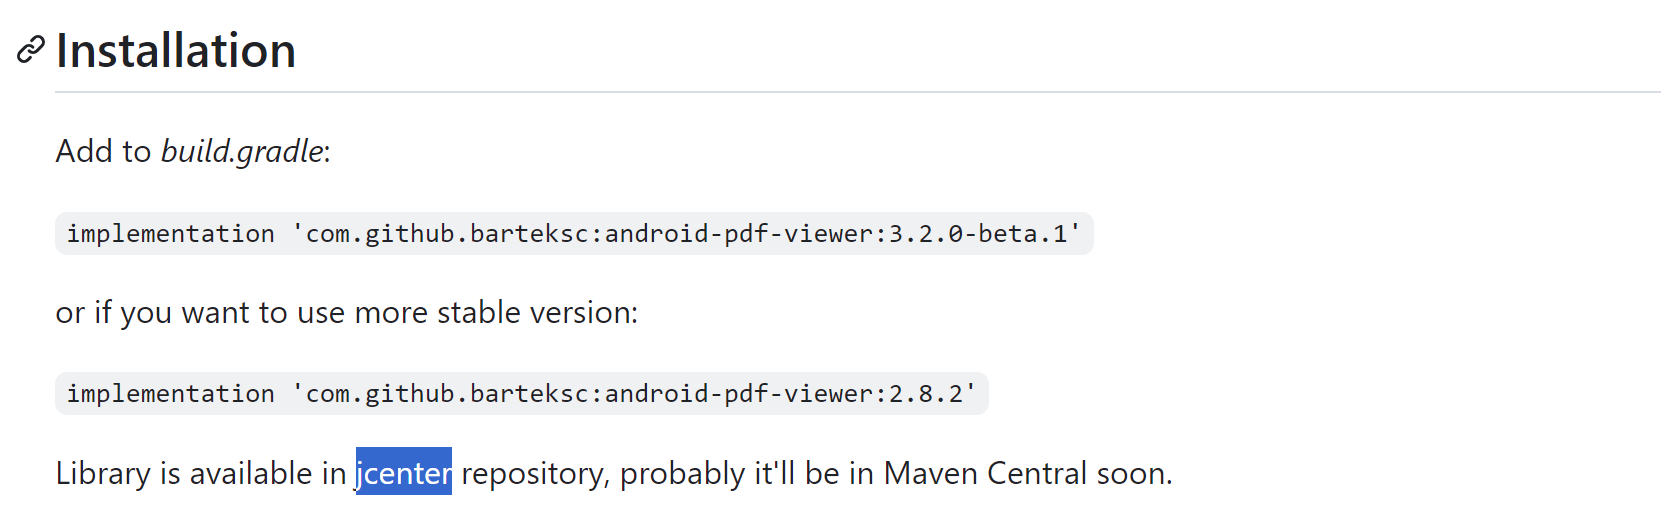 Installation
Add to build.gradle:
implementation 'com.github.barteksc:android-pdf-viewer:3.2.0-beta.1'
or if you want to use more stable version:
implementation 'com.github.barteksc:android-pdf-viewer:2.8.2'
Library is available in jcenter repository, probably it'll be in Maven Central soon.